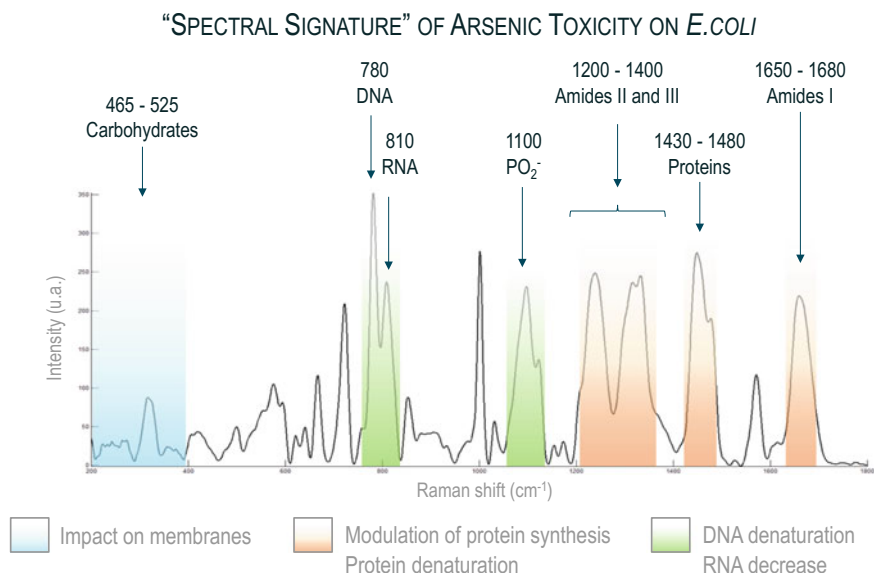 “SPECTRAL SIGNATURE” OF ARSENIC TOXICITY ON E.COLI
465 - 525
Carbohydrates
780
DNA
810
RNA
1100
PO₂⁻
1200 - 1400
Amides II and III
1430 - 1480
Proteins
1650 - 1680
Amides I
Intensity (u.a.)
350
300
250
200
150
100
50
0
200
400
600
800
1000
1200
1400
1600
1800
Raman shift (cm⁻¹)
Impact on membranes
Modulation of protein synthesis
Protein denaturation
DNA denaturation
RNA decrease